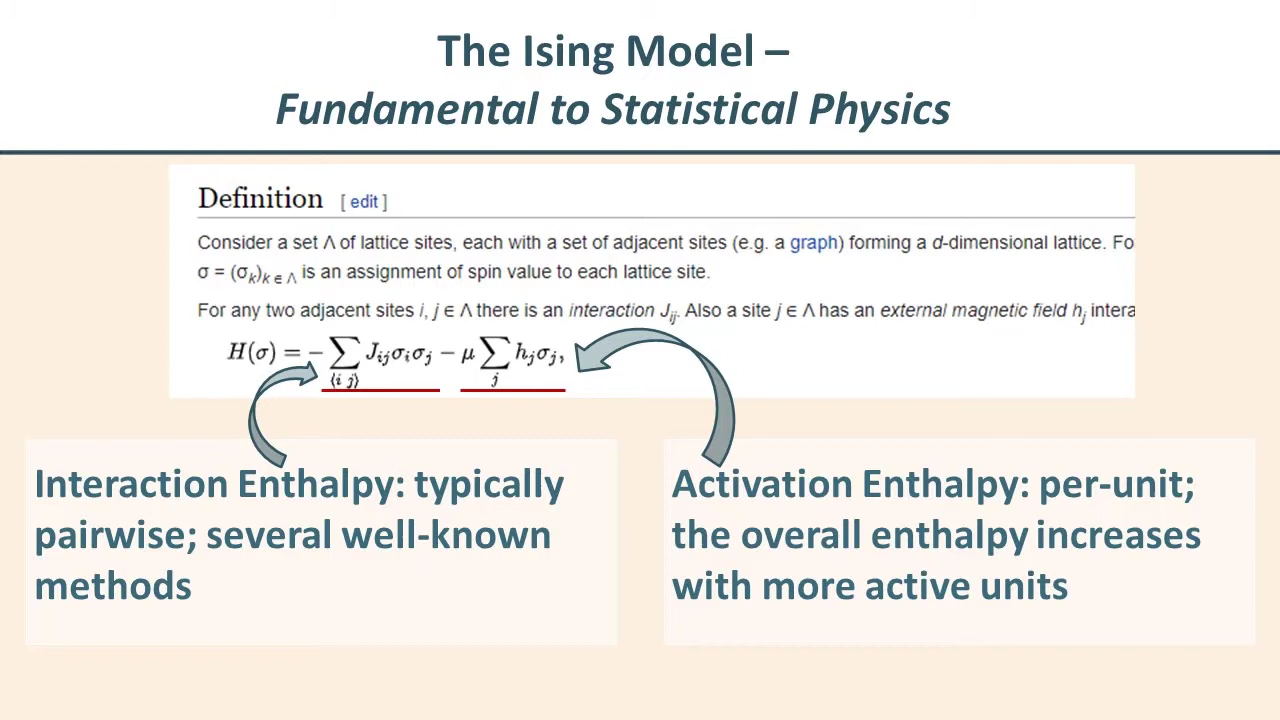 The Ising Model –
Fundamental to Statistical Physics
Definition [ edit ]
Consider a set Λ of lattice sites, each with a set of adjacent sites (e.g. a graph) forming a d-dimensional lattice. Fo
σ = (σk)k ∈ Λ is an assignment of spin value to each lattice site.
For any two adjacent sites i, j ∈ Λ there is an interaction Jij. Also a site j ∈ Λ has an external magnetic field hj intera
H(σ) = −∑⟨i j⟩ Jijσiσj − μ ∑j hjσj,
Interaction Enthalpy: typically
pairwise; several well-known
methods
Activation Enthalpy: per-unit;
the overall enthalpy increases
with more active units